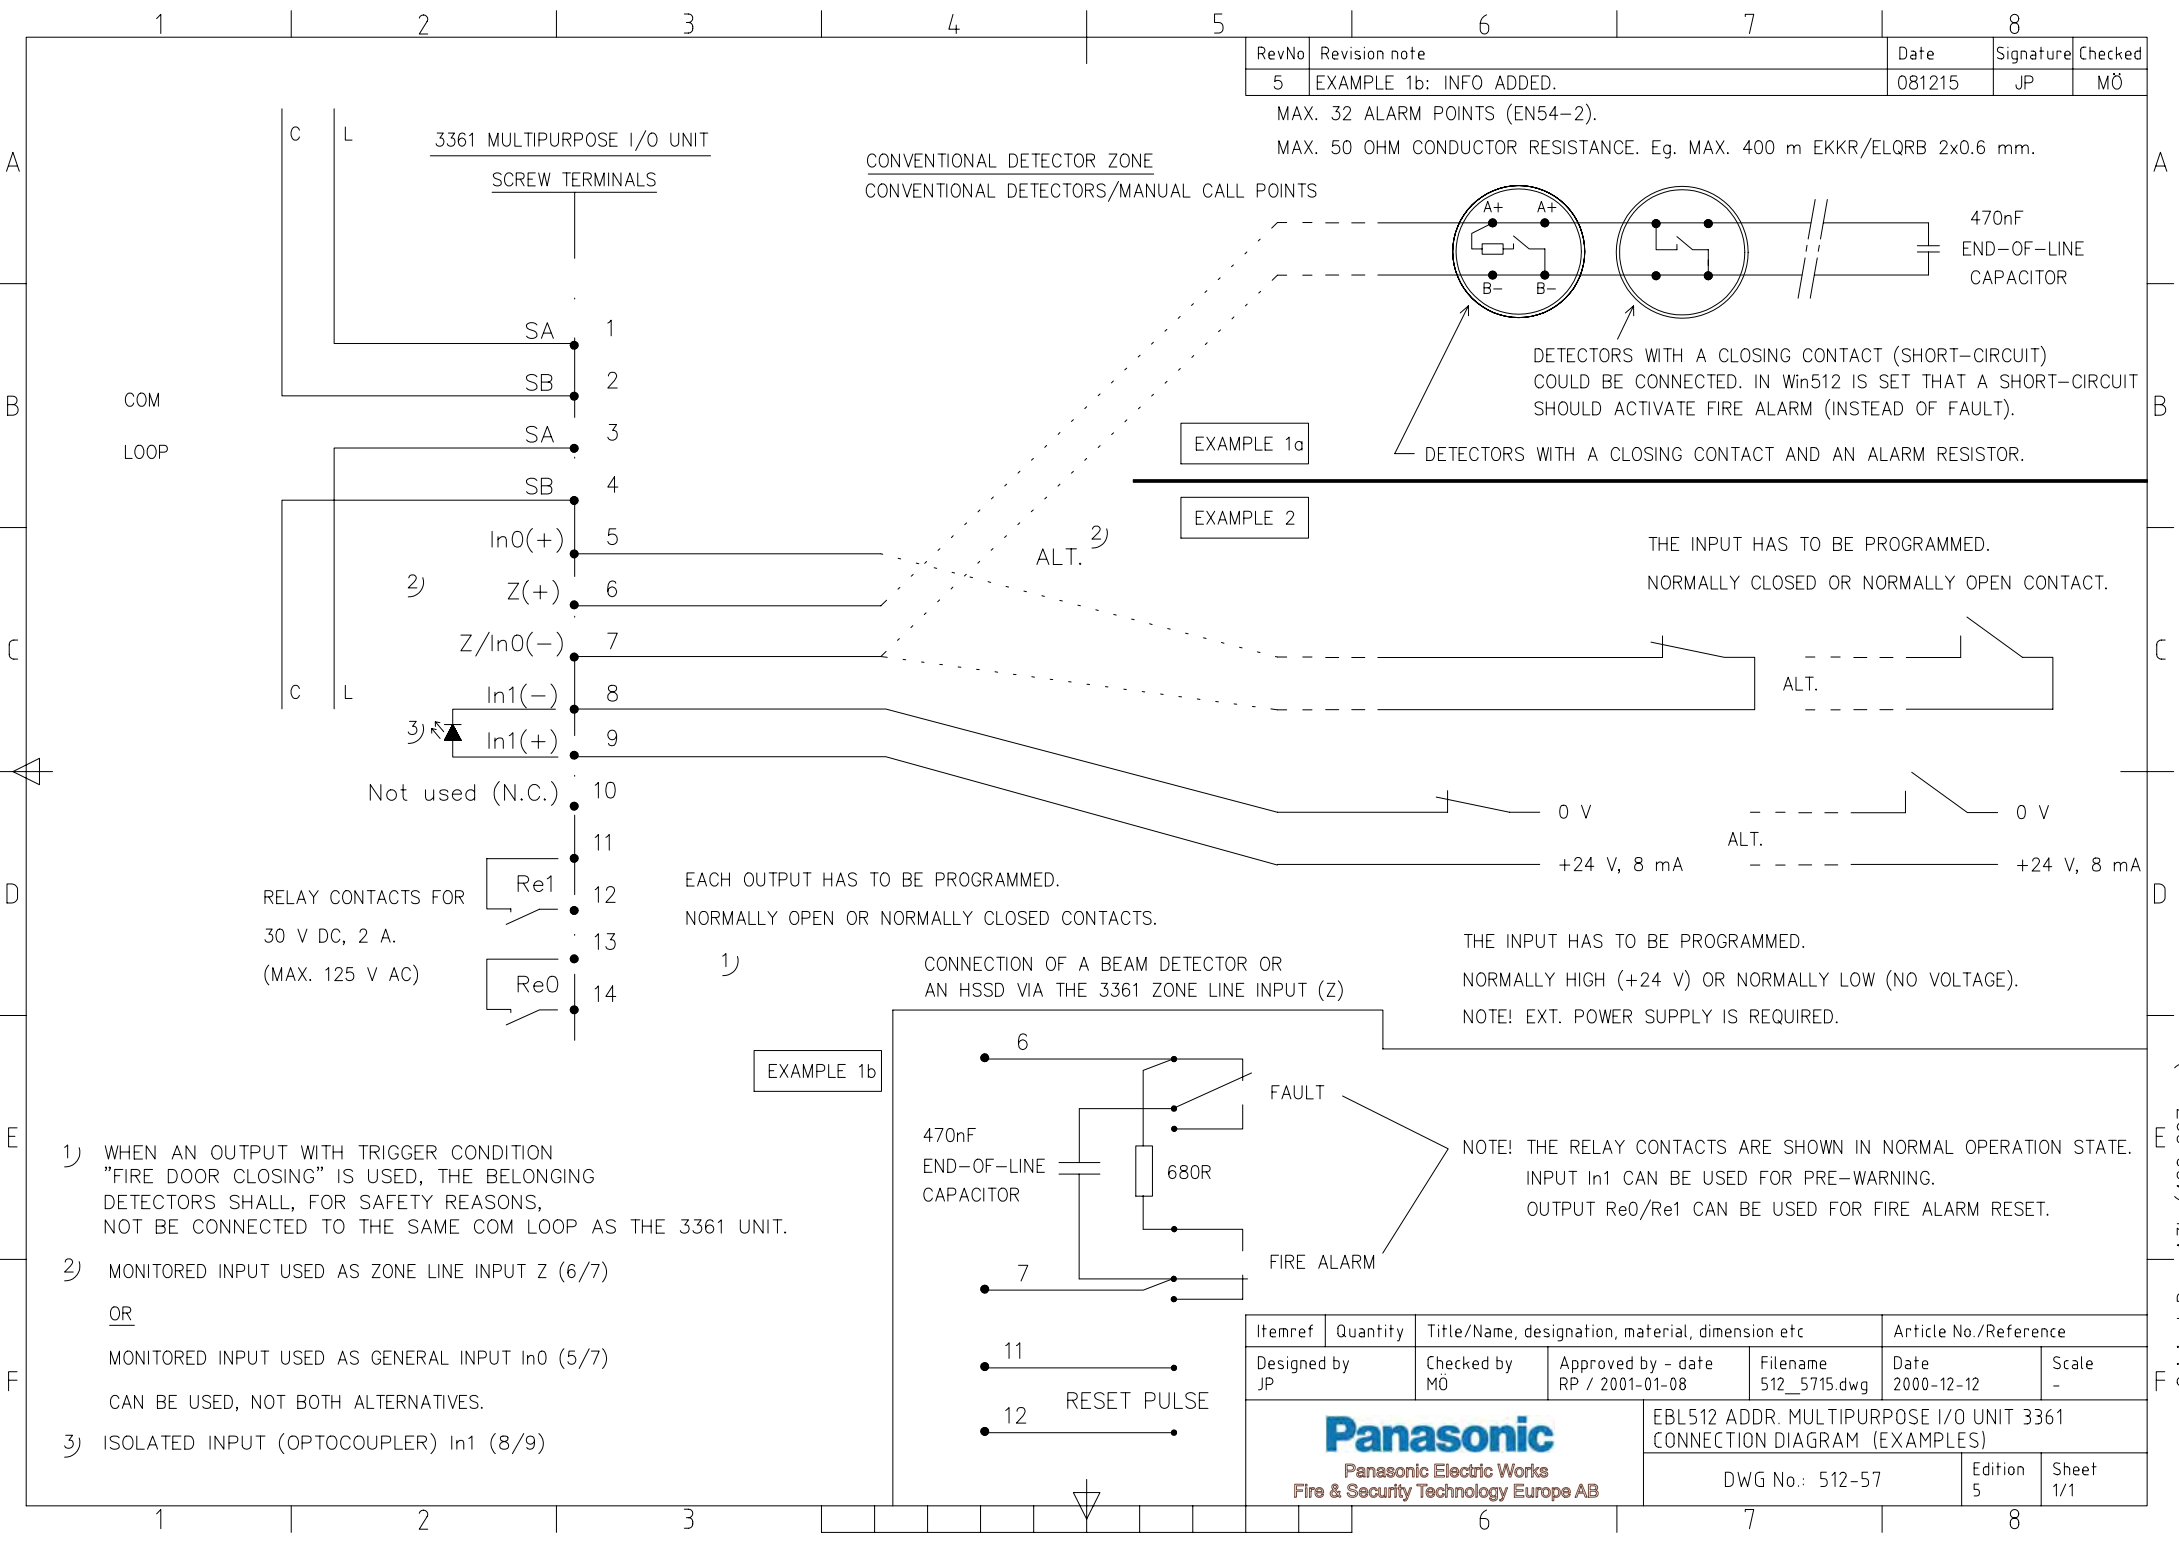 1 2 3 4 5 6 7 8
RevNo Revision note Date Signature Checked
5 EXAMPLE 1b: INFO ADDED. 081215 JP MÖ
MAX. 32 ALARM POINTS (EN54-2).
MAX. 50 OHM CONDUCTOR RESISTANCE. Eg. MAX. 400 m EKKR/ELQRB 2x0.6 mm.
A A
C L
3361 MULTIPURPOSE I/O UNIT
SCREW TERMINALS
CONVENTIONAL DETECTOR ZONE
CONVENTIONAL DETECTORS/MANUAL CALL POINTS
A+ A+
B- B-
470nF
END-OF-LINE
CAPACITOR
DETECTORS WITH A CLOSING CONTACT (SHORT-CIRCUIT)
COULD BE CONNECTED. IN Win512 IS SET THAT A SHORT-CIRCUIT
SHOULD ACTIVATE FIRE ALARM (INSTEAD OF FAULT).
DETECTORS WITH A CLOSING CONTACT AND AN ALARM RESISTOR.
EXAMPLE 1a
B B
COM
LOOP
SA 1
SB 2
SA 3
SB 4
In0(+) 5
2) Z(+) 6
Z/In0(-) 7
C L
In1(-) 8
3) In1(+) 9
Not used (N.C.) 10
11
Re1 12
13
Re0 14
RELAY CONTACTS FOR
30 V DC, 2 A.
(MAX. 125 V AC)
EXAMPLE 2
ALT. 2)
THE INPUT HAS TO BE PROGRAMMED.
NORMALLY CLOSED OR NORMALLY OPEN CONTACT.
C C
ALT.
0 V 0 V
ALT.
+24 V, 8 mA +24 V, 8 mA
D D
EACH OUTPUT HAS TO BE PROGRAMMED.
NORMALLY OPEN OR NORMALLY CLOSED CONTACTS.
1)
THE INPUT HAS TO BE PROGRAMMED.
NORMALLY HIGH (+24 V) OR NORMALLY LOW (NO VOLTAGE).
NOTE! EXT. POWER SUPPLY IS REQUIRED.
CONNECTION OF A BEAM DETECTOR OR
AN HSSD VIA THE 3361 ZONE LINE INPUT (Z)
EXAMPLE 1b
6
FAULT
470nF
END-OF-LINE
CAPACITOR
680R
FIRE ALARM
7
11
RESET PULSE
12
NOTE! THE RELAY CONTACTS ARE SHOWN IN NORMAL OPERATION STATE.
INPUT In1 CAN BE USED FOR PRE-WARNING.
OUTPUT Re0/Re1 CAN BE USED FOR FIRE ALARM RESET.
E E
1) WHEN AN OUTPUT WITH TRIGGER CONDITION
"FIRE DOOR CLOSING" IS USED, THE BELONGING
DETECTORS SHALL, FOR SAFETY REASONS,
NOT BE CONNECTED TO THE SAME COM LOOP AS THE 3361 UNIT.
2) MONITORED INPUT USED AS ZONE LINE INPUT Z (6/7)
OR
MONITORED INPUT USED AS GENERAL INPUT In0 (5/7)
CAN BE USED, NOT BOTH ALTERNATIVES.
3) ISOLATED INPUT (OPTOCOUPLER) In1 (8/9)
F F
Itemref Quantity Title/Name, designation, material, dimension etc Article No./Reference
Designed by Checked by Approved by - date Filename Date Scale
JP MÖ RP / 2001-01-08 512__5715.dwg 2000-12-12 -
Panasonic
Panasonic Electric Works
Fire & Security Technology Europe AB
EBL512 ADDR. MULTIPURPOSE I/O UNIT 3361
CONNECTION DIAGRAM (EXAMPLES)
DWG No.: 512-57
Edition Sheet
5 1/1
1 2 3 6 7 8